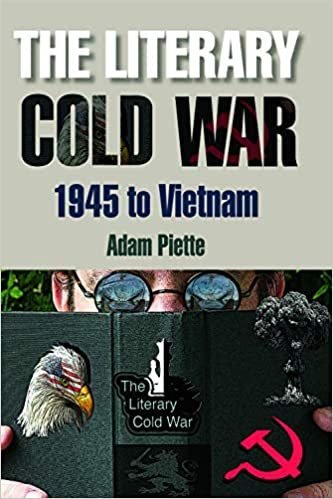 THE LITERARY
COLD WAR
1945 to Vietnam
Adam Piette
The
Literary
Cold War